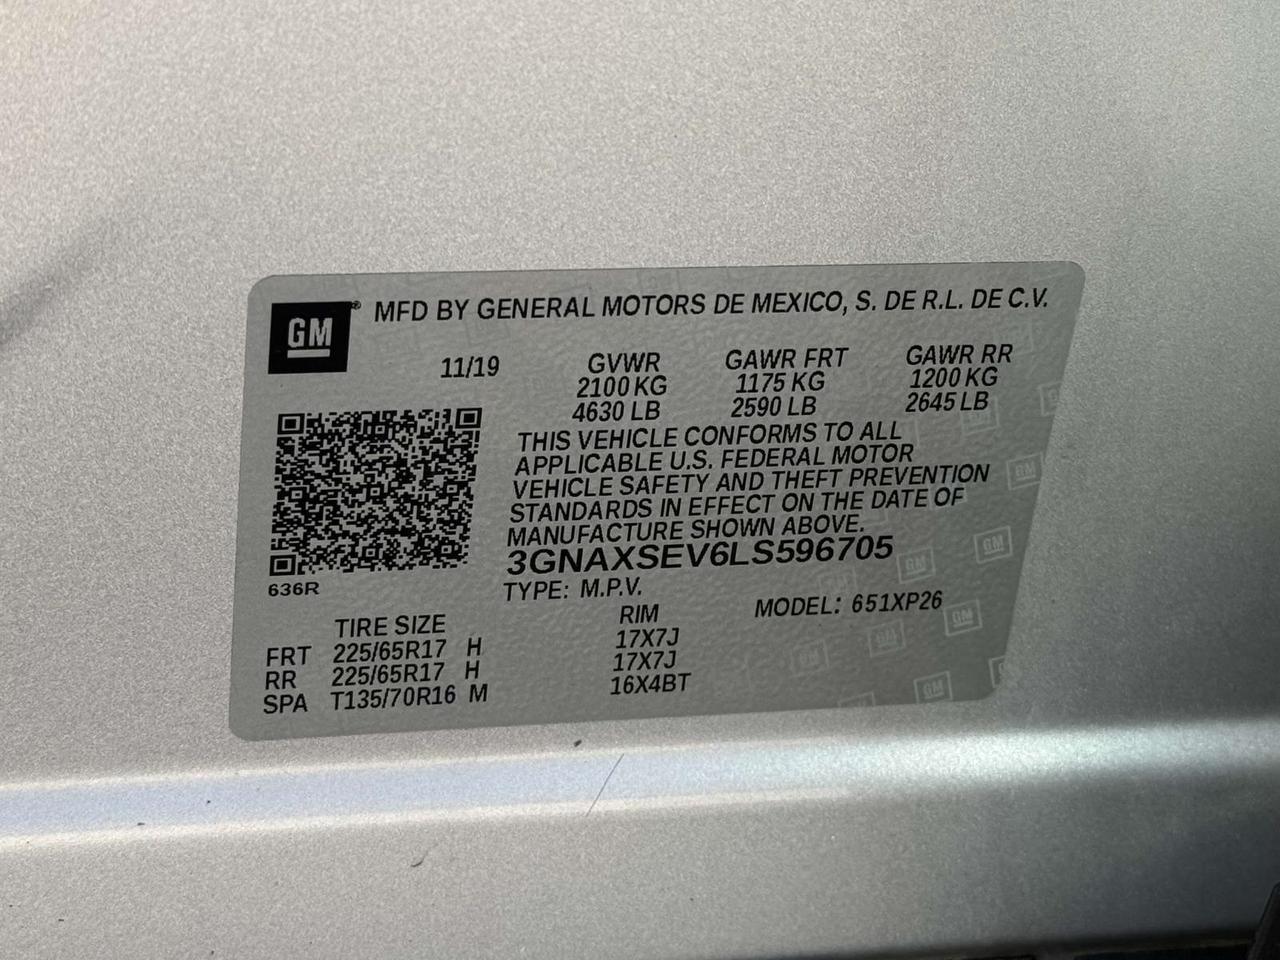 GM® MFD BY GENERAL MOTORS DE MEXICO, S. DE R.L. DE C.V.
11/19 GVWR GAWR FRT GAWR RR
2100 KG 1175 KG 1200 KG
4630 LB 2590 LB 2645 LB
THIS VEHICLE CONFORMS TO ALL
APPLICABLE U.S. FEDERAL MOTOR
VEHICLE SAFETY AND THEFT PREVENTION
STANDARDS IN EFFECT ON THE DATE OF
MANUFACTURE SHOWN ABOVE.
3GNAXSEV6LS596705
636R TYPE: M.P.V. MODEL: 651XP26
TIRE SIZE RIM
FRT 225/65R17 H 17X7J
RR 225/65R17 H 17X7J
SPA T135/70R16 M 16X4BT